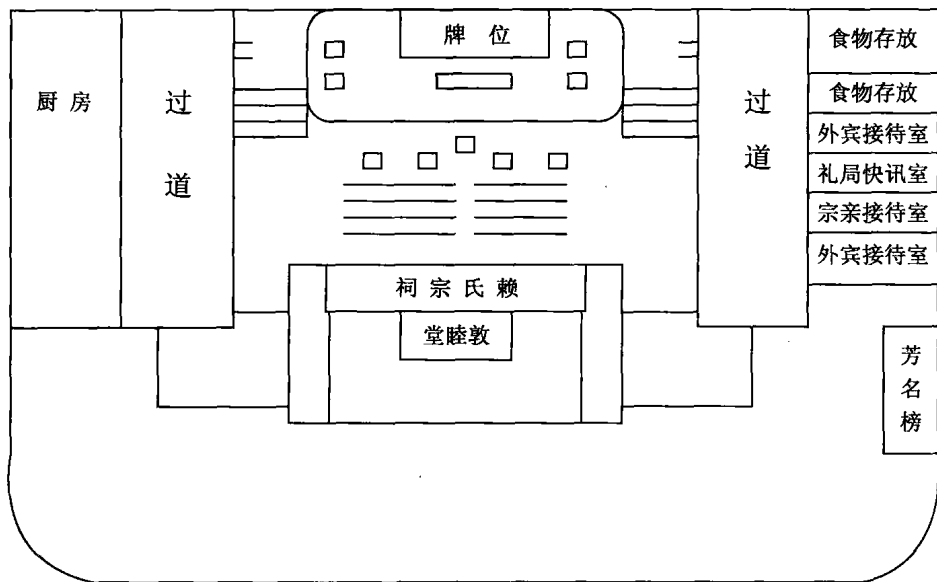 牌位
厨房
过道
过道
食物存放
食物存放
外宾接待室
礼局快讯室
宗亲接待室
外宾接待室
祠宗氏赖
堂睦敦
芳名榜